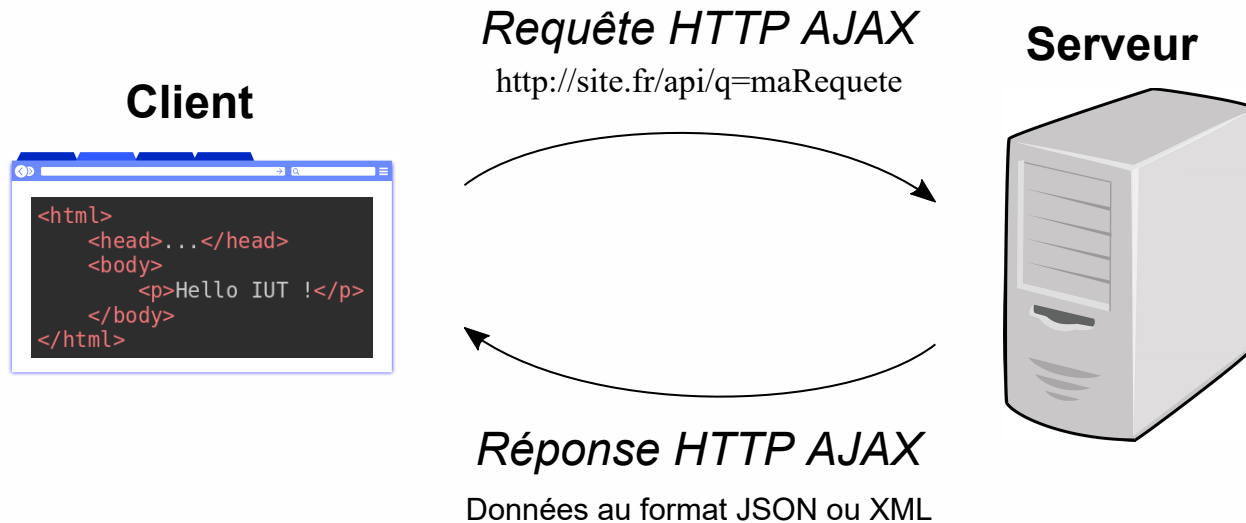 Requête HTTP AJAX
http://site.fr/api/q=maRequete
Serveur
Client
<html>
<head>...</head>
<body>
<p>Hello IUT !</p>
</body>
</html>
Réponse HTTP AJAX
Données au format JSON ou XML